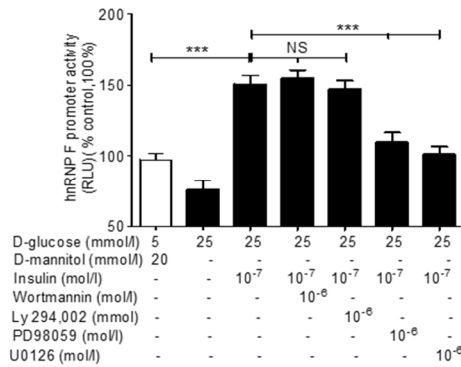 200
***
***
NS
150
100
50
hnRNP F promoter activity
(RLU)( % control,100%)
D-glucose (mmol/l) 5 25 25 25 25 25 25
D-mannitol(mmol/l) 20 - - - - - -
Insulin (mol/l) - - 10-7 10-7 10-7 10-7 10-7
Wortmannin (mol/l) - - - 10-6 - - -
Ly 294,002 (mmol) - - - - 10-6 - -
PD98059 (mol/l) - - - - - 10-6 -
U0126 (mol/l) - - - - - - 10-6